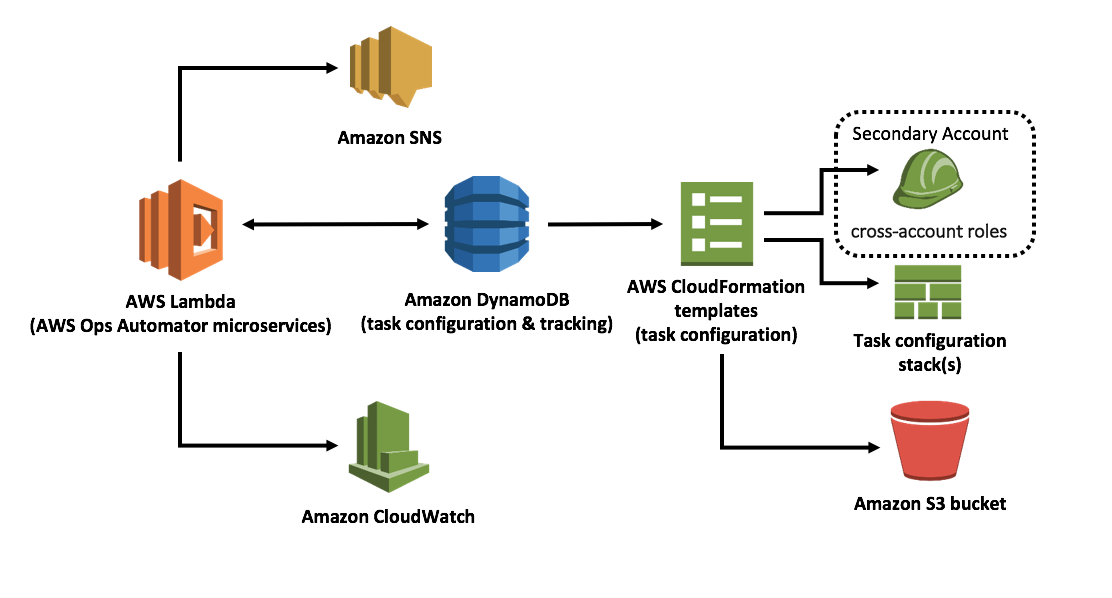 Amazon SNS
Secondary Account
cross-account roles
AWS Lambda
(AWS Ops Automator microservices)
Amazon DynamoDB
(task configuration & tracking)
AWS CloudFormation
templates
(task configuration)
Task configuration
stack(s)
Amazon CloudWatch
Amazon S3 bucket